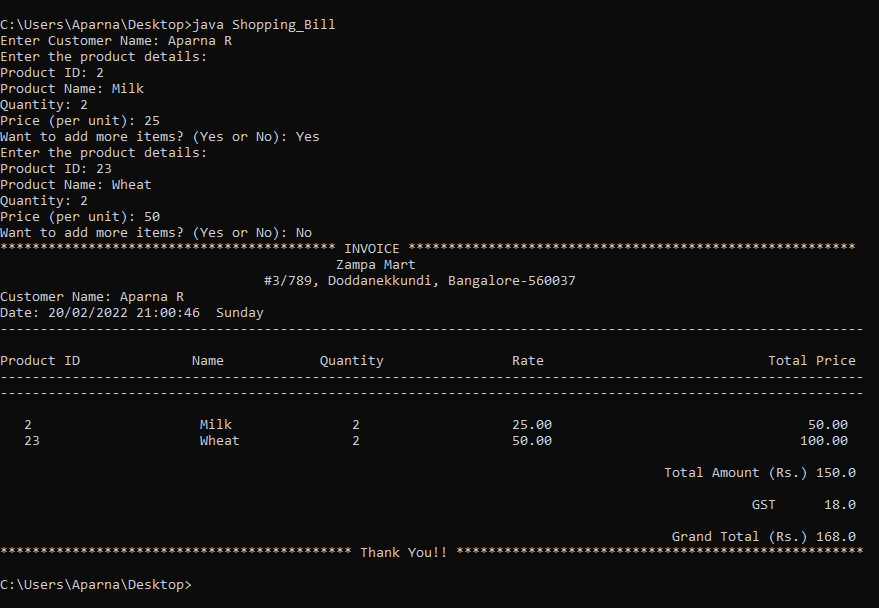 C:\Users\Aparna\Desktop>java Shopping_Bill
Enter Customer Name: Aparna R
Enter the product details:
Product ID: 2
Product Name: Milk
Quantity: 2
Price (per unit): 25
Want to add more items? (Yes or No): Yes
Enter the product details:
Product ID: 23
Product Name: Wheat
Quantity: 2
Price (per unit): 50
Want to add more items? (Yes or No): No
****************************************** INVOICE ********************************************************
Zampa Mart
#3/789, Doddanekkundi, Bangalore-560037
Customer Name: Aparna R
Date: 20/02/2022 21:00:46  Sunday
------------------------------------------------------------------------------------------------------------
Product ID              Name            Quantity                Rate                            Total Price
------------------------------------------------------------------------------------------------------------
------------------------------------------------------------------------------------------------------------
   2                     Milk               2                   25.00                                50.00
   23                    Wheat              2                   50.00                               100.00
Total Amount (Rs.) 150.0
GST      18.0
Grand Total (Rs.) 168.0
******************************************** Thank You!! ***************************************************
C:\Users\Aparna\Desktop>